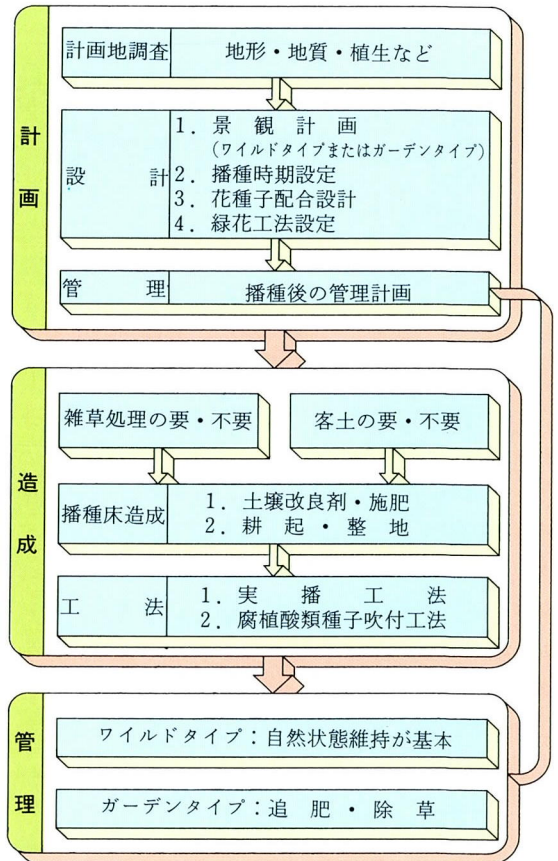 計画
計画地調査 地形・地質・植生など
設計
1．景観計画
（ワイルドタイプまたはガーデンタイプ）
2．播種時期設定
3．花種子配合設計
4．緑花工法設定
管理 播種後の管理計画
造成
雑草処理の要・不要
客土の要・不要
播種床造成
1．土壌改良剤・施肥
2．耕起・整地
工法
1．実播工法
2．腐植酸類種子吹付工法
管理
ワイルドタイプ：自然状態維持が基本
ガーデンタイプ：追肥・除草